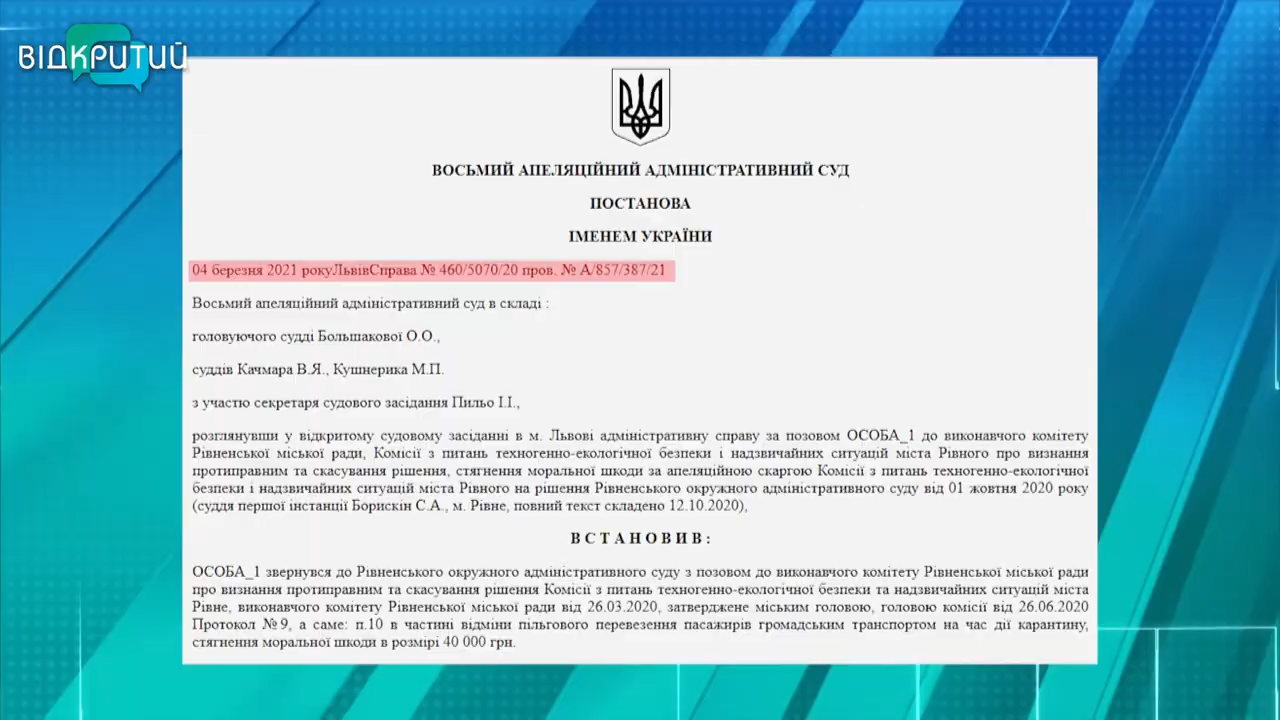 ВІДКРИТИЙ
ВОСЬМИЙ АПЕЛЯЦІЙНИЙ АДМІНІСТРАТИВНИЙ СУД
ПОСТАНОВА
ІМЕНЕМ УКРАЇНИ
04 березня 2021 рокуЛьвівСправа № 460/5070/20 пров. № А/857/387/21
Восьмий апеляційний адміністративний суд в складі :
головуючого судді Большакової О.О.,
суддів Качмара В.Я., Кушнерика М.П.
з участю секретаря судового засідання Пильо І.І.,
розглянувши у відкритому судовому засіданні в м. Львові адміністративну справу за позовом ОСОБА_1 до виконавчого комітету
Рівненської міської ради, Комісії з питань техногенно-екологічної безпеки і надзвичайних ситуацій міста Рівного про визнання
протиправним та скасування рішення, стягнення моральної шкоди за апеляційною скаргою Комісії з питань техногенно-екологічної
безпеки і надзвичайних ситуацій міста Рівного на рішення Рівненського окружного адміністративного суду від 01 жовтня 2020 року
(суддя першої інстанції Борискін С.А., м. Рівне, повний текст складено 12.10.2020),
В С Т А Н О В И В :
ОСОБА_1 звернувся до Рівненського окружного адміністративного суду з позовом до виконавчого комітету Рівненської міської ради
про визнання протиправним та скасування рішення Комісії з питань техногенно-екологічної безпеки та надзвичайних ситуацій міста
Рівне, виконавчого комітету Рівненської міської ради від 26.03.2020, затверджене міським головою, головою комісії від 26.06.2020
Протокол №9, а саме: п.10 в частині відміни пільгового перевезення пасажирів громадським транспортом на час дії карантину,
стягнення моральної шкоди в розмірі 40 000 грн.